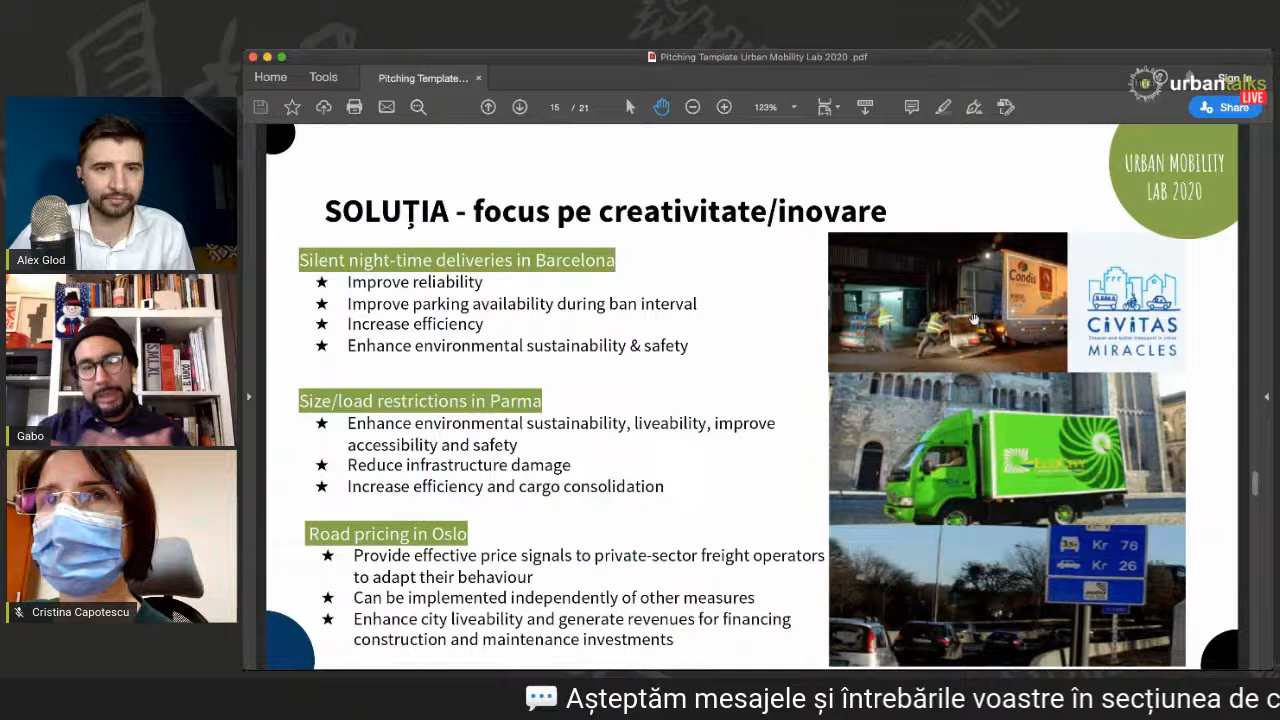 Pitching Template Urban Mobility Lab 2020 .pdf
Home
Tools
Pitching Template...
×
Sign In
urbantalks
LIVE
15 / 21
123%
Share
URBAN MOBILITY
LAB 2020
SOLUȚIA - focus pe creativitate/inovare
Silent night-time deliveries in Barcelona
★ Improve reliability
★ Improve parking availability during ban interval
★ Increase efficiency
★ Enhance environmental sustainability & safety
Size/load restrictions in Parma
★ Enhance environmental sustainability, liveability, improve
accessibility and safety
★ Reduce infrastructure damage
★ Increase efficiency and cargo consolidation
Road pricing in Oslo
★ Provide effective price signals to private-sector freight operators
to adapt their behaviour
★ Can be implemented independently of other measures
★ Enhance city liveability and generate revenues for financing
construction and maintenance investments
Condis
CiViTAS
MIRACLES
Kr 76
Kr 26
Alex Glod
S,M,L,XL
Gabo
Cristina Capotescu
Așteptăm mesajele și întrebările voastre în secțiunea de c